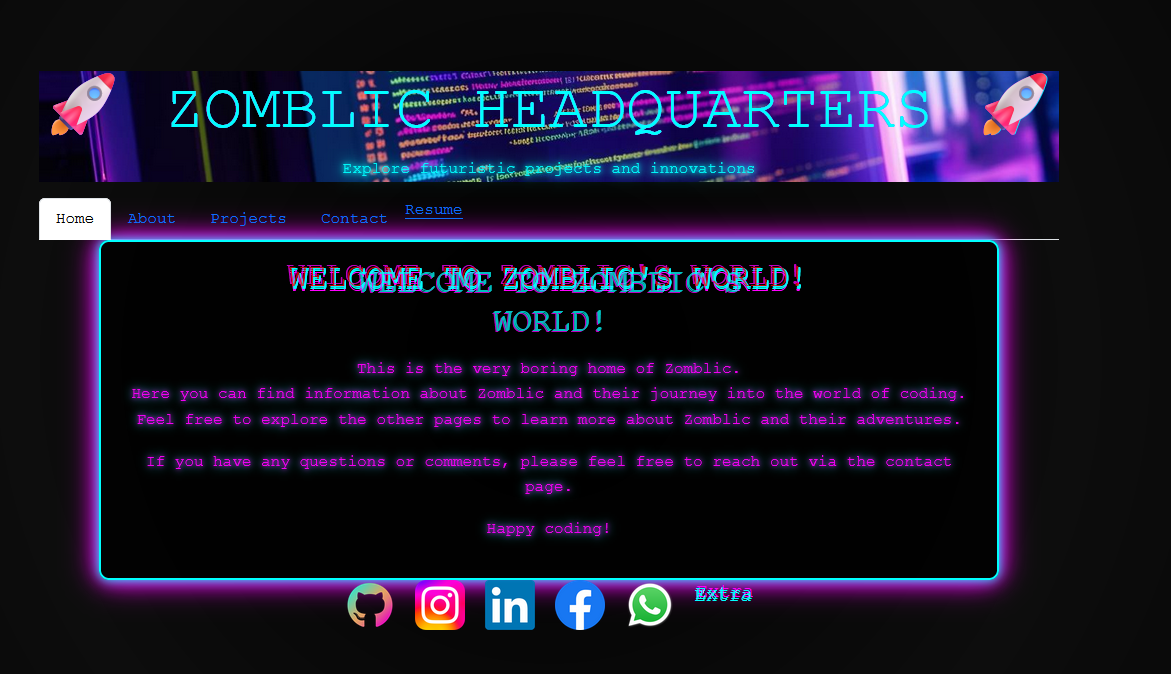 ZOMBLIC HEADQUARTERS
Explore futuristic projects and innovations
Home About Projects Contact Resume
WELCOME TO ZOMBLIC'S WORLD!
WELCOME TO ZOMBLIC'S
WORLD!
This is the very boring home of Zomblic.
Here you can find information about Zomblic and their journey into the world of coding.
Feel free to explore the other pages to learn more about Zomblic and their adventures.
If you have any questions or comments, please feel free to reach out via the contact
page.
Happy coding!
in
Extra